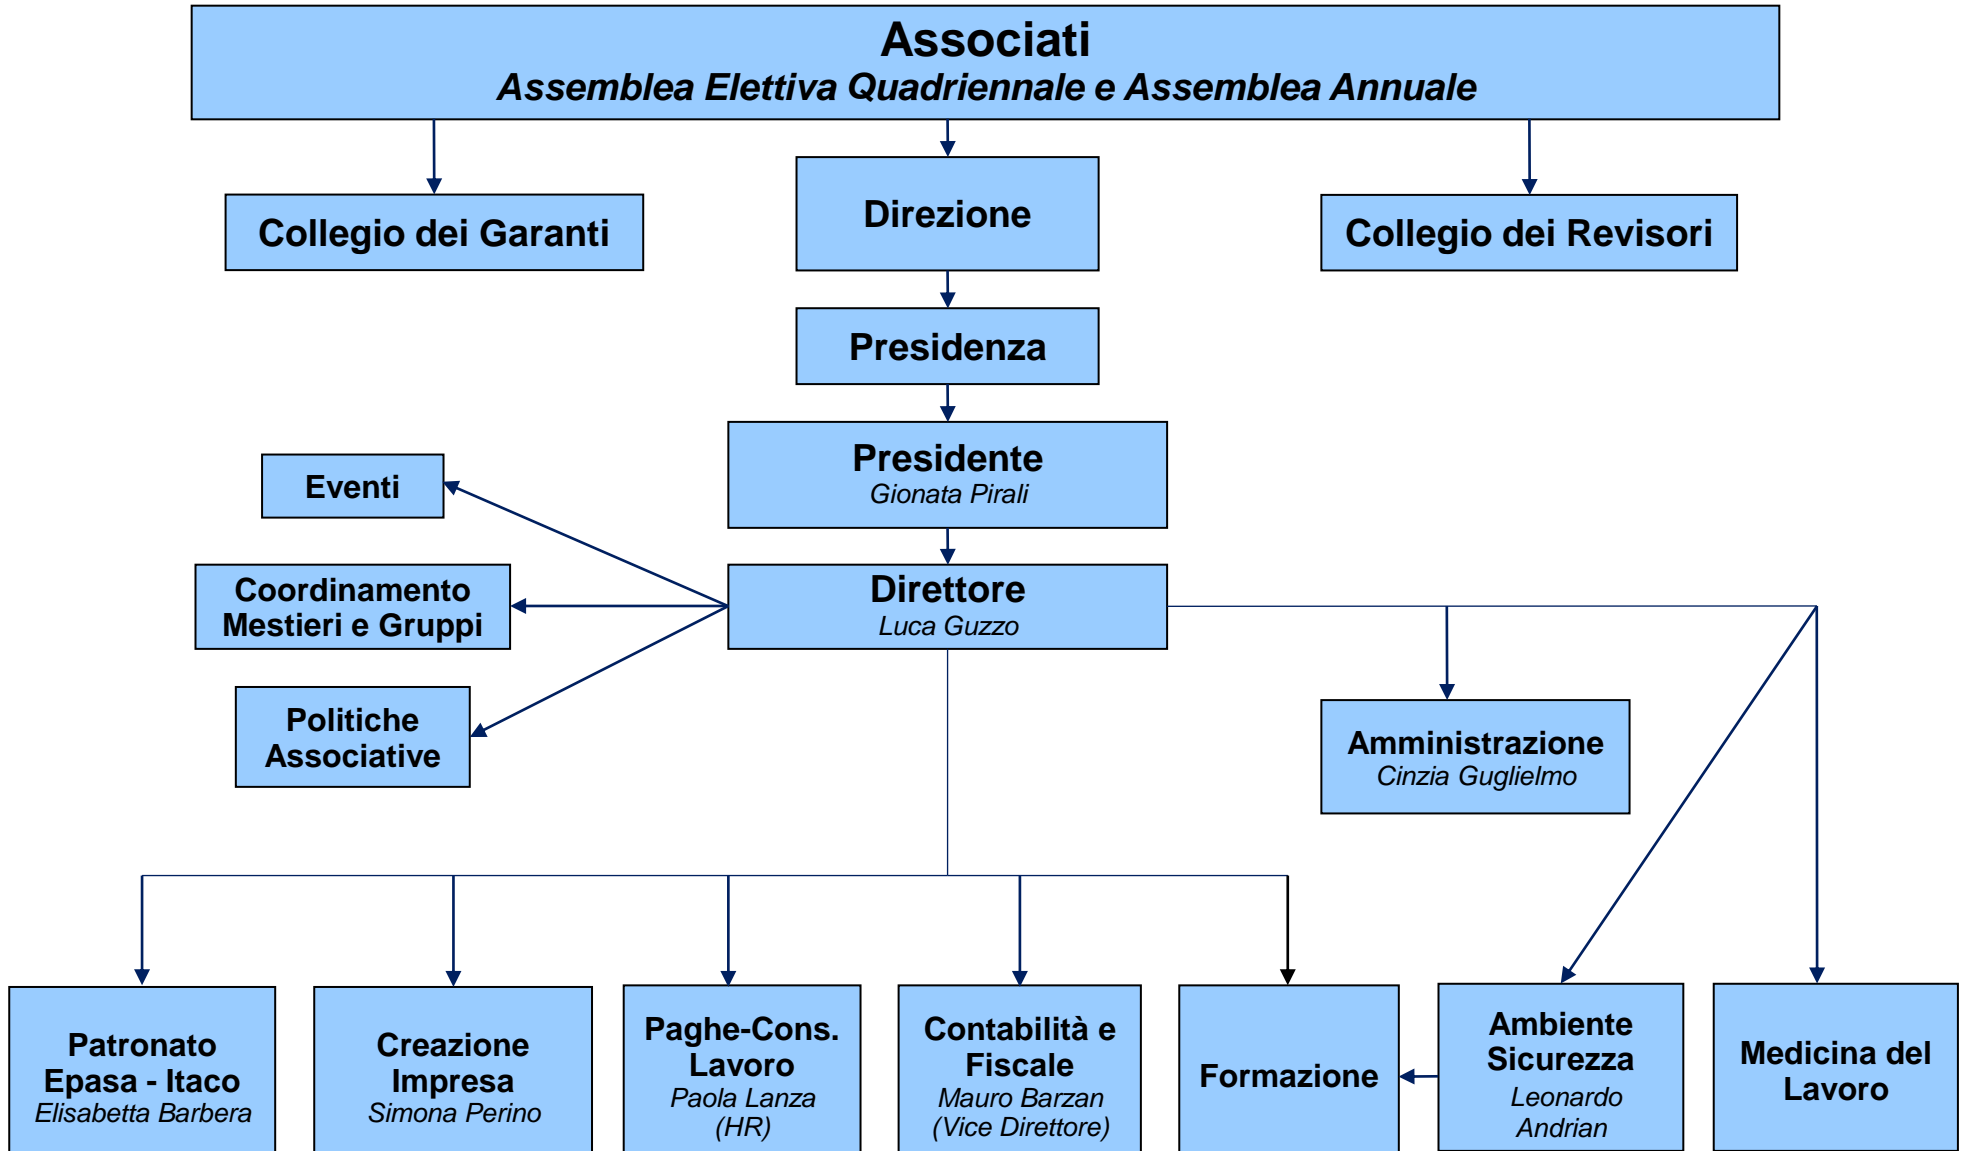 Associati
Assemblea Elettiva Quadriennale e Assemblea Annuale
Collegio dei Garanti
Direzione
Collegio dei Revisori
Presidenza
Presidente
Gionata Pirali
Eventi
Coordinamento
Mestieri e Gruppi
Direttore
Luca Guzzo
Politiche
Associative
Amministrazione
Cinzia Guglielmo
Patronato
Epasa - Itaco
Elisabetta Barbera
Creazione
Impresa
Simona Perino
Paghe-Cons.
Lavoro
Paola Lanza
(HR)
Contabilità e
Fiscale
Mauro Barzan
(Vice Direttore)
Formazione
Ambiente
Sicurezza
Leonardo
Andrian
Medicina del
Lavoro